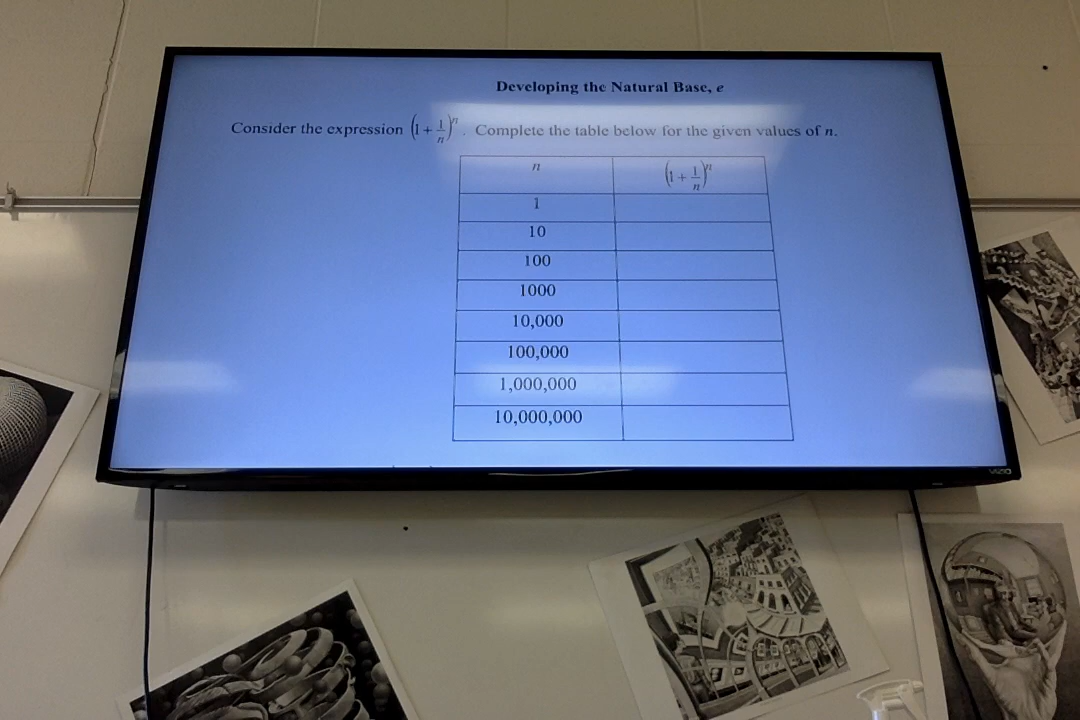 Developing the Natural Base, e
Consider the expression (1 + 1/n)^n. Complete the table below for the given values of n.
n (1 + 1/n)^n
1
10
100
1000
10,000
100,000
1,000,000
10,000,000
VIZIO